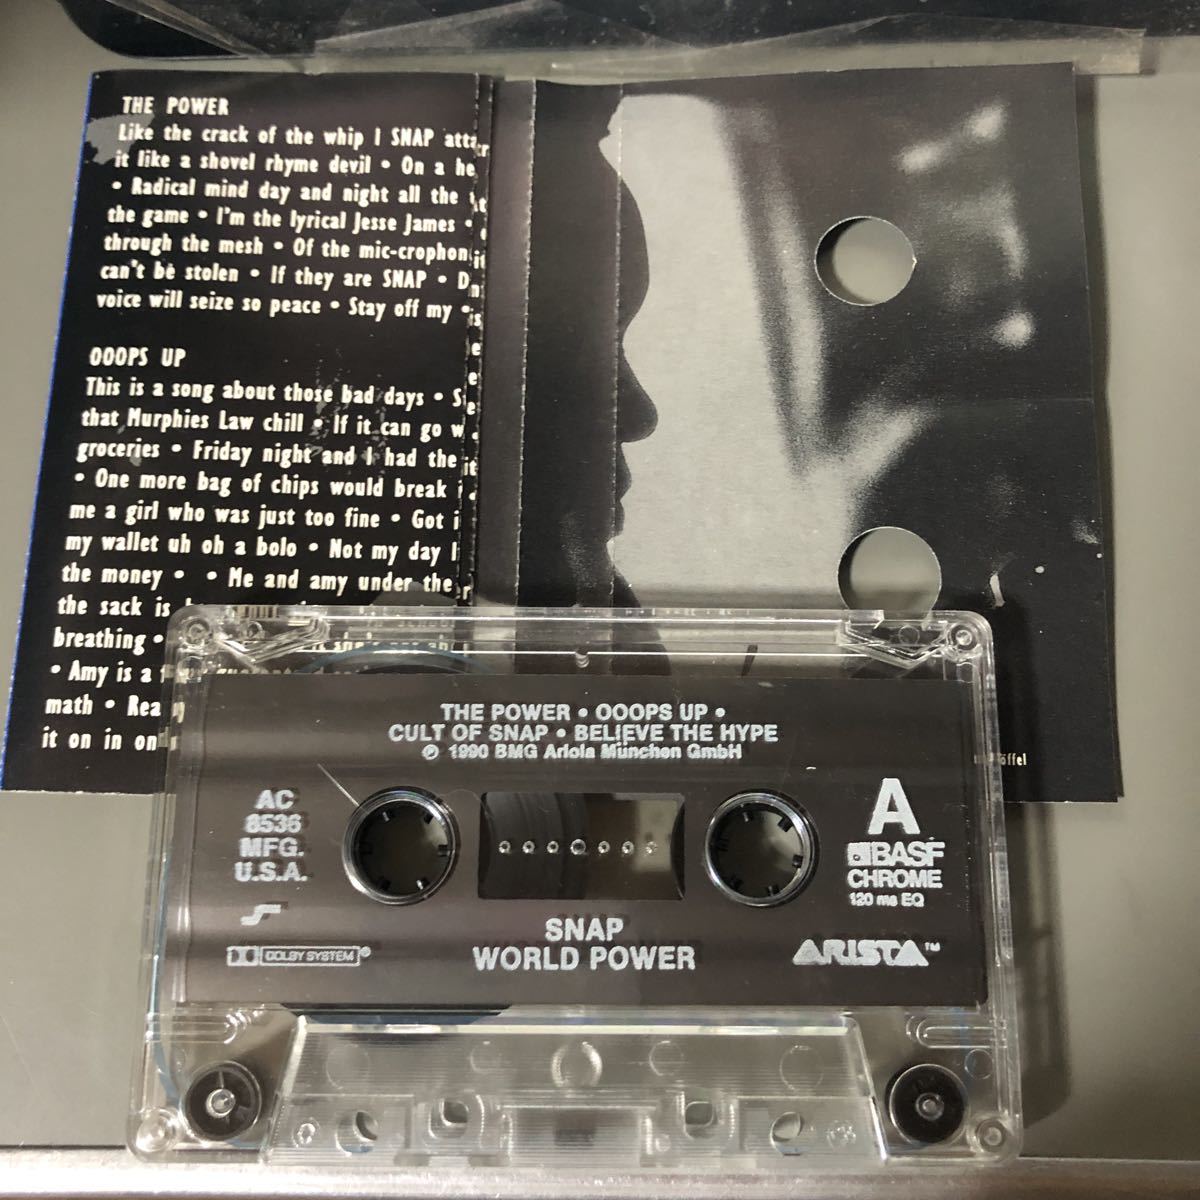 THE POWER
Like the crack of the whip I SNAP
it like a shovel rhyme devil • On a
• Radical mind day and night all the
the game • I'm the lyrical Jesse James •
through the mesh • Of the mic-crophon
can't be stolen • If they are SNAP •
voice will seize so peace • Stay off my
OOOPS UP
This is a song about those bad days •
that Murphies Law chill • If it can go
groceries • Friday night and I had the
• One more bag of chips would break
me a girl who was just too fine • Got
my wallet uh oh a bolo • Not my day
the money • • Me and amy under the
the sack is
breathing •
• Amy is a
math •
it on in
THE POWER • OOOPS UP •
CULT OF SNAP • BELIEVE THE HYPE
℗ 1990 BMG Ariola München GmbH
AC
8536
MFG.
U.S.A.
A
BASF
CHROME
120 ms EQ
DOLBY SYSTEM®
SNAP
WORLD POWER
ARISTA™